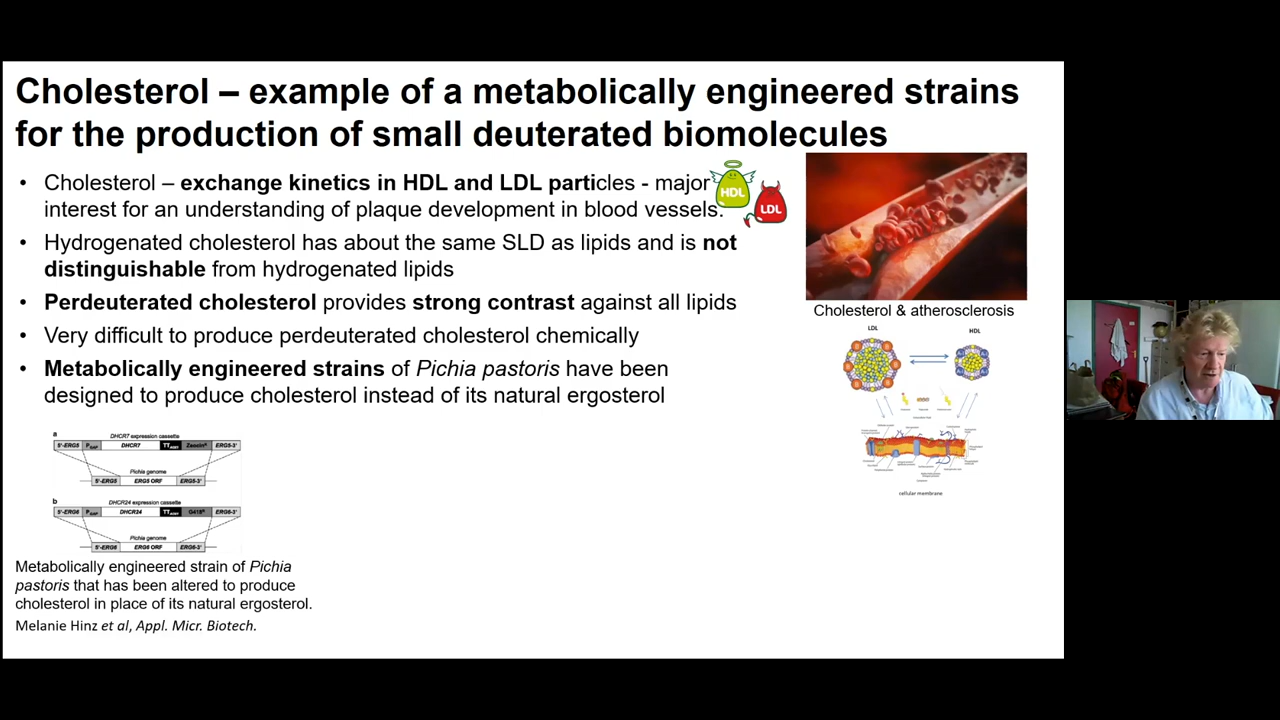 Cholesterol – example of a metabolically engineered strains
for the production of small deuterated biomolecules
• Cholesterol – exchange kinetics in HDL and LDL particles - major
interest for an understanding of plaque development in blood vessels.
HDL
LDL
• Hydrogenated cholesterol has about the same SLD as lipids and is not
distinguishable from hydrogenated lipids
• Perdeuterated cholesterol provides strong contrast against all lipids
• Very difficult to produce perdeuterated cholesterol chemically
• Metabolically engineered strains of Pichia pastoris have been
designed to produce cholesterol instead of its natural ergosterol
Cholesterol & atherosclerosis
LDL
HDL
cellular membrane
a
DHCR7 expression cassette
5'-ERG5 PGAP DHCR7 TTAOX1 ZeocinR ERG5-3'
Pichia genome
5'-ERG5 ERG5 ORF ERG5-3'
b
DHCR24 expression cassette
5'-ERG6 PGAP DHCR24 TTAOX1 G418R ERG6-3'
Pichia genome
5'-ERG6 ERG6 ORF ERG6-3'
Metabolically engineered strain of Pichia
pastoris that has been altered to produce
cholesterol in place of its natural ergosterol.
Melanie Hinz et al, Appl. Micr. Biotech.